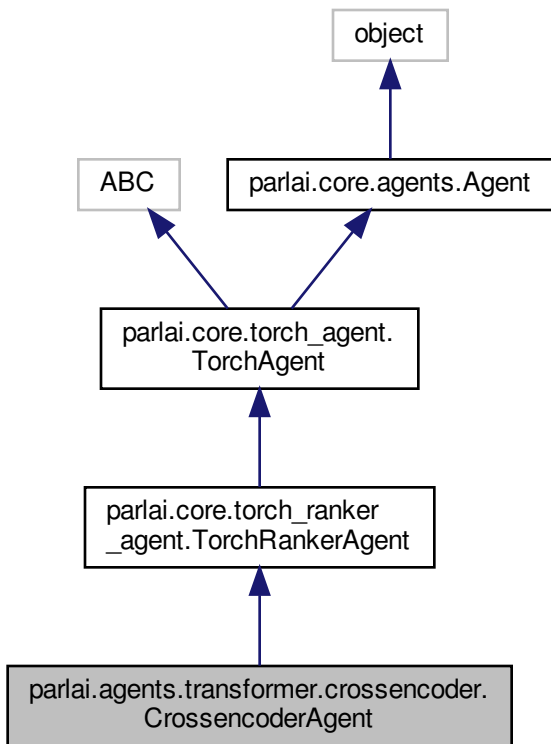 object
ABC
parlai.core.agents.Agent
parlai.core.torch_agent.
TorchAgent
parlai.core.torch_ranker
_agent.TorchRankerAgent
parlai.agents.transformer.crossencoder.
CrossencoderAgent